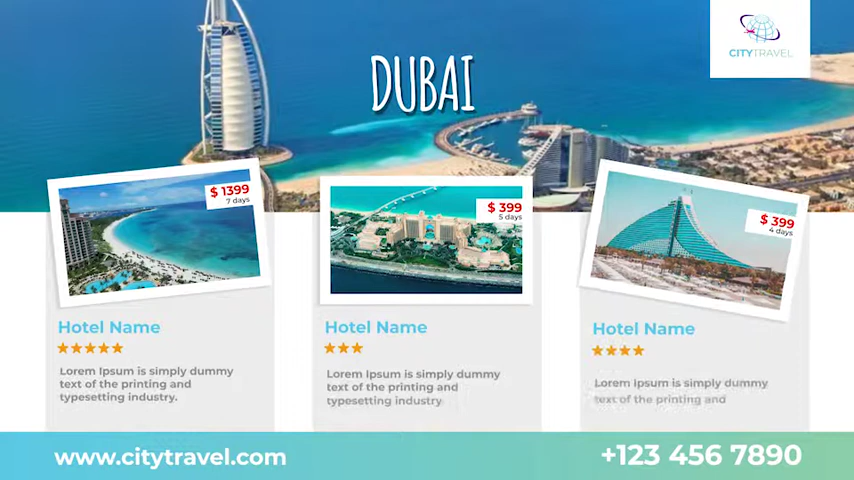 CITYTRAVEL
DUBAI
$ 1399
7 days
Hotel Name
Lorem Ipsum is simply dummy
text of the printing and
typesetting industry.
$ 399
5 days
Hotel Name
Lorem Ipsum is simply dummy
text of the printing and
typesetting industry
$ 399
4 days
Hotel Name
Lorem Ipsum is simply dummy
text of the printing and
www.citytravel.com
+123 456 7890